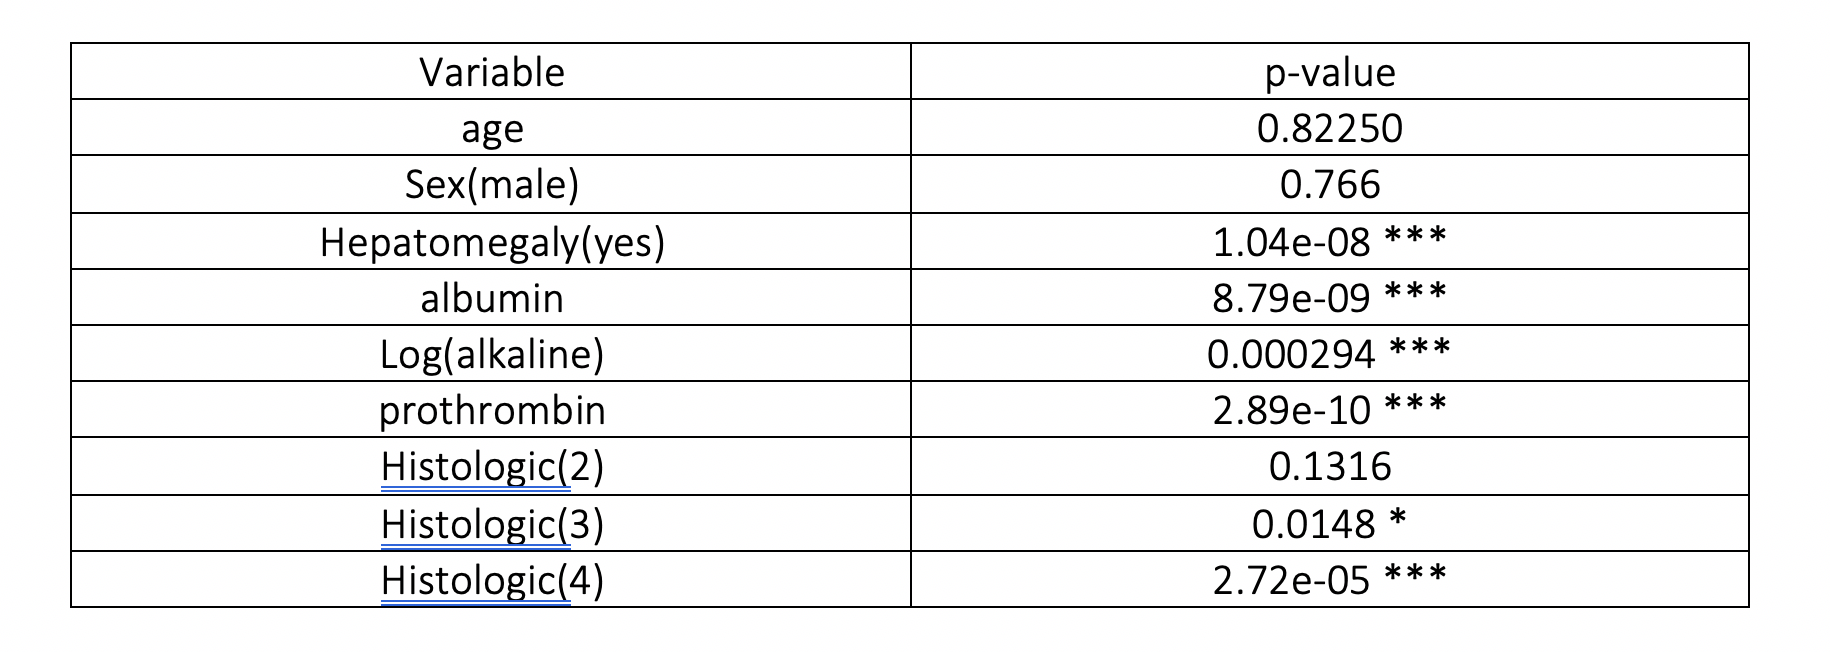 Variable p-value
age 0.82250
Sex(male) 0.766
Hepatomegaly(yes) 1.04e-08 ***
albumin 8.79e-09 ***
Log(alkaline) 0.000294 ***
prothrombin 2.89e-10 ***
Histologic(2) 0.1316
Histologic(3) 0.0148 *
Histologic(4) 2.72e-05 ***